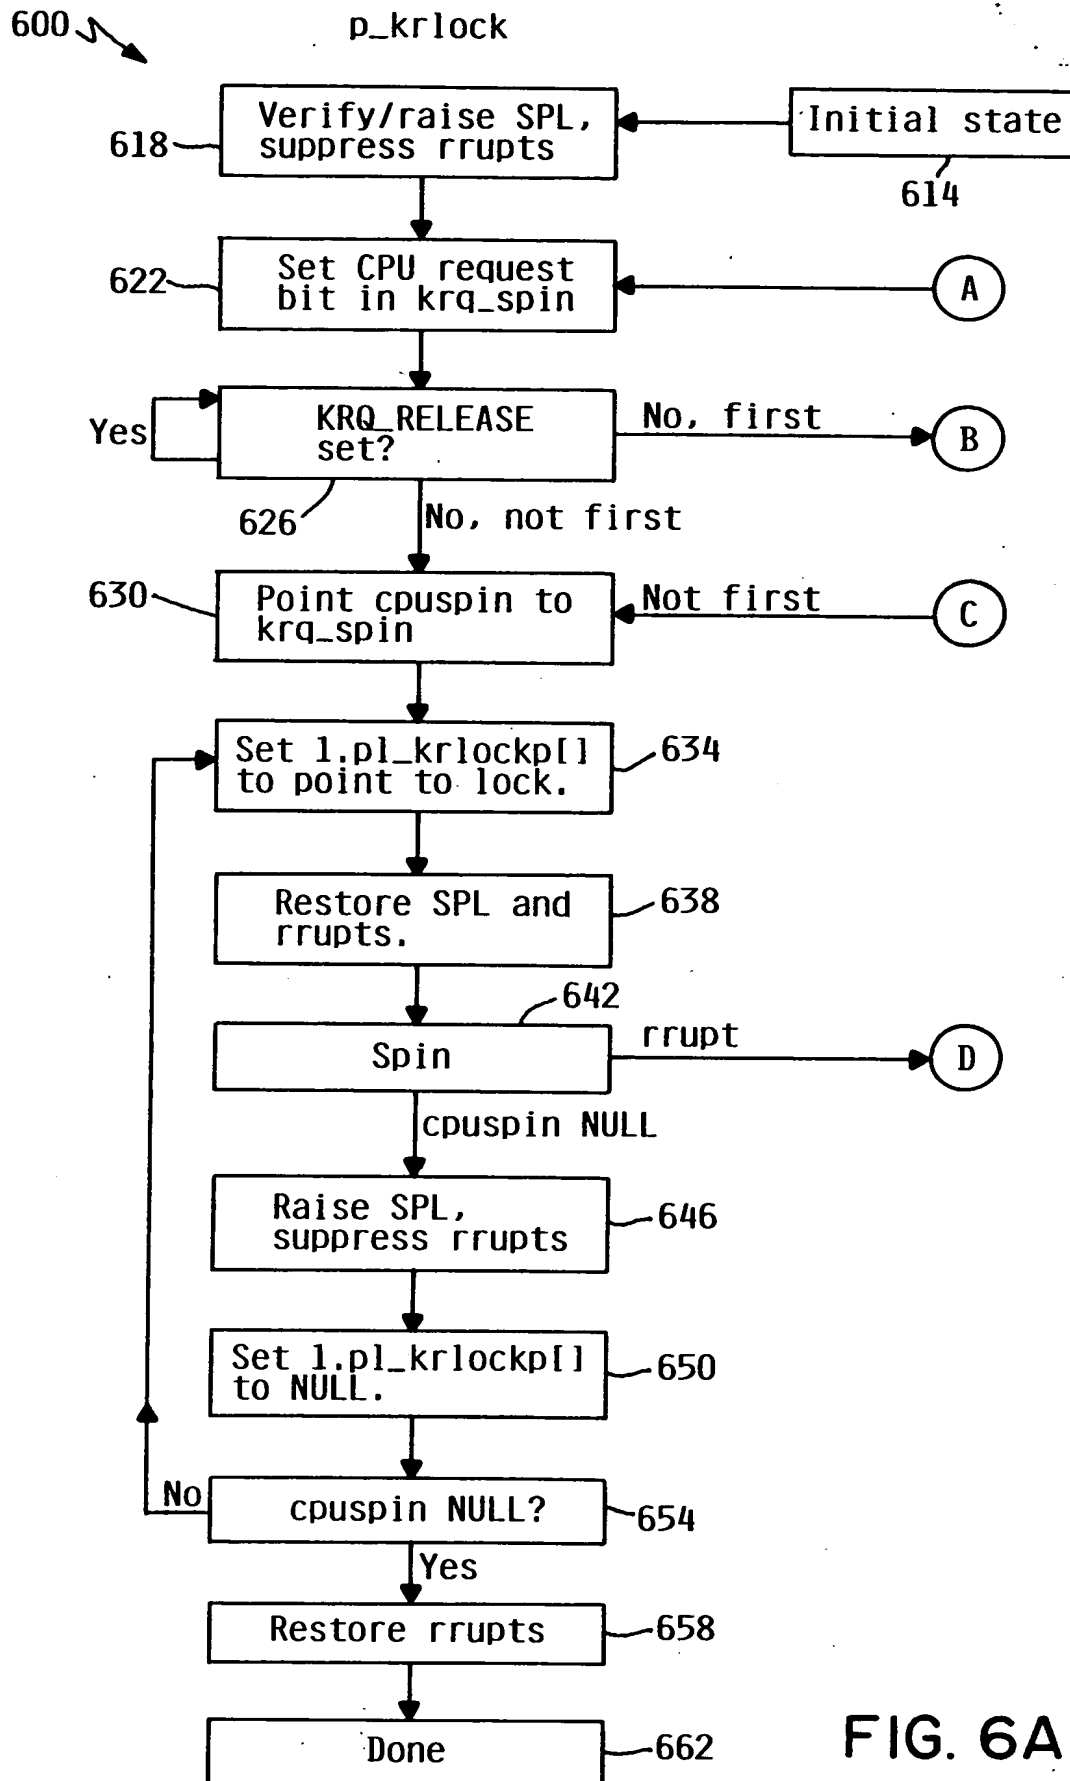 600
p_krlock
Verify/raise SPL,
suppress rrupts
618
Initial state
614
Set CPU request
bit in krq_spin
622
A
KRQ_RELEASE
set?
Yes
No, first
B
626
No, not first
Point cpuspin to
krq_spin
630
Not first
C
Set l.pl_krlockp[]
to point to lock.
634
Restore SPL and
rrupts.
638
642
Spin
rrupt
D
cpuspin NULL
Raise SPL,
suppress rrupts
646
Set l.pl_krlockp[]
to NULL.
650
No
cpuspin NULL?
654
Yes
Restore rrupts
658
Done
662
FIG. 6A